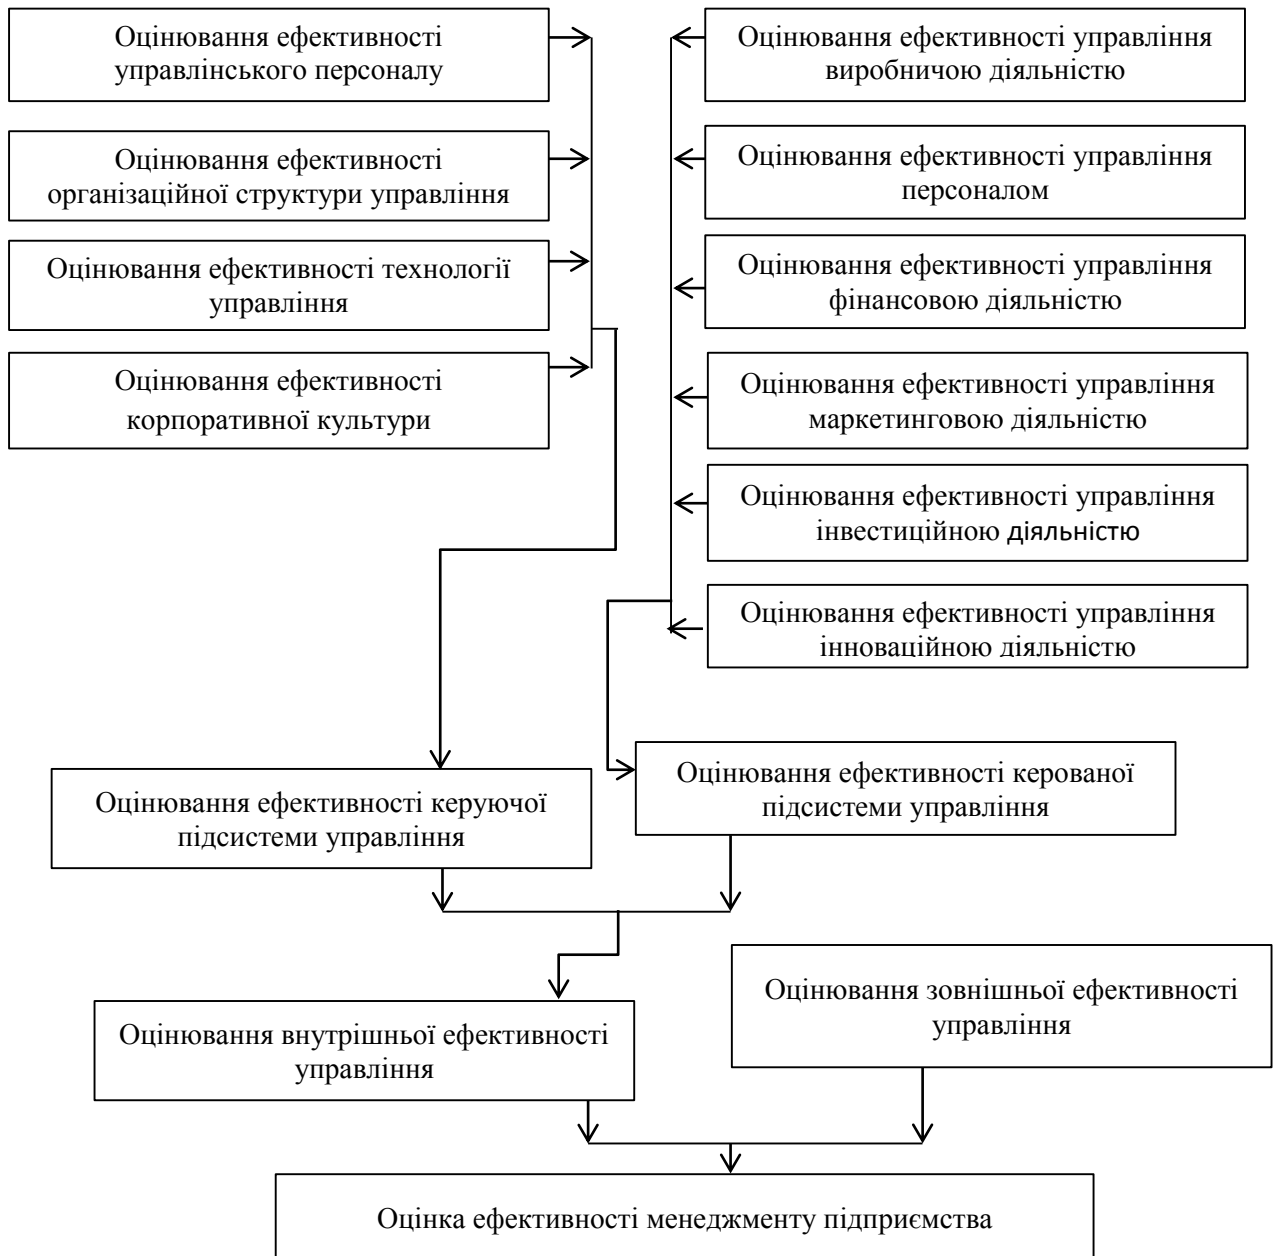 Оцінювання ефективності
управлінського персоналу
Оцінювання ефективності
організаційної структури управління
Оцінювання ефективності технології
управління
Оцінювання ефективності
корпоративної культури
Оцінювання ефективності управління
виробничою діяльністю
Оцінювання ефективності управління
персоналом
Оцінювання ефективності управління
фінансовою діяльністю
Оцінювання ефективності управління
маркетинговою діяльністю
Оцінювання ефективності управління
інвестиційною діяльністю
Оцінювання ефективності управління
інноваційною діяльністю
Оцінювання ефективності керуючої
підсистеми управління
Оцінювання ефективності керованої
підсистеми управління
Оцінювання внутрішньої ефективності
управління
Оцінювання зовнішньої ефективності
управління
Оцінка ефективності менеджменту підприємства